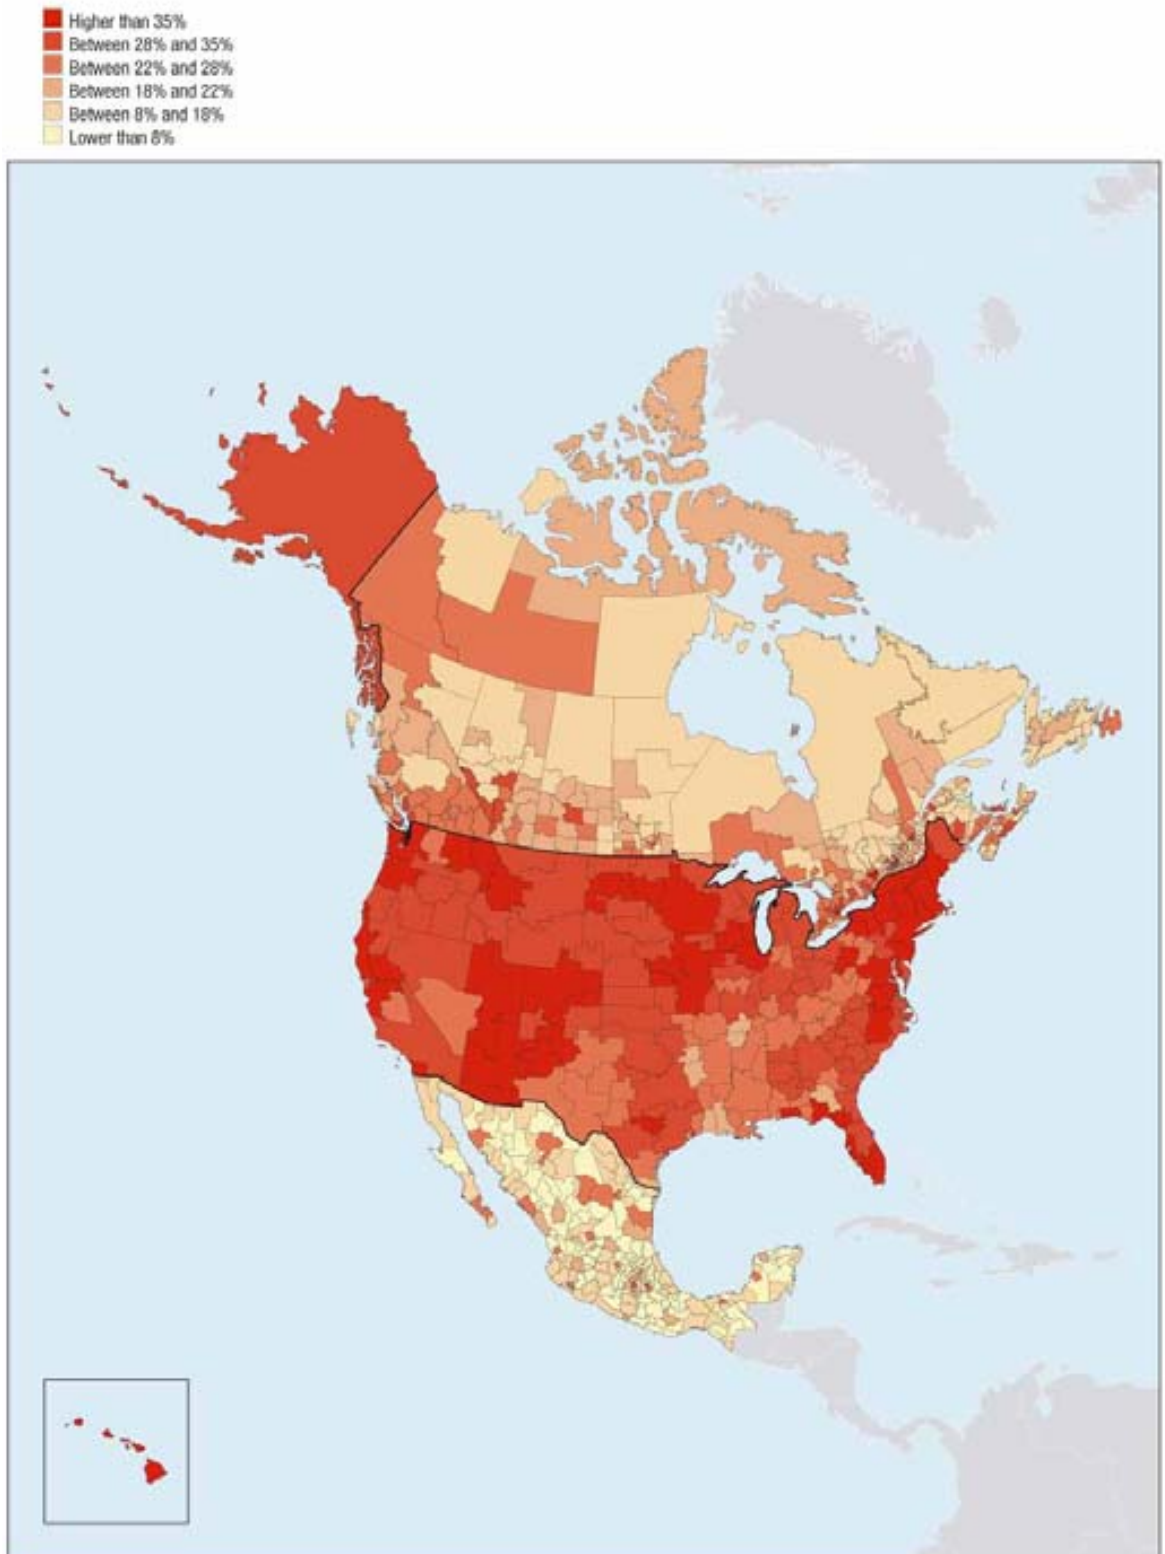 Higher than 35%
Between 28% and 35%
Between 22% and 28%
Between 18% and 22%
Between 8% and 18%
Lower than 8%